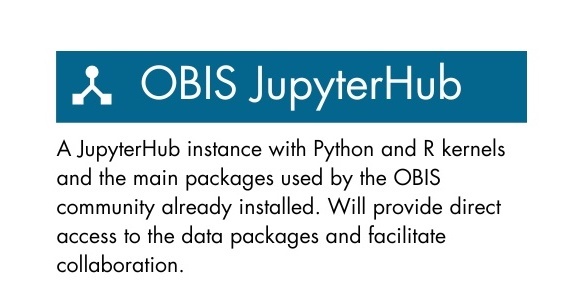 OBIS JupyterHub
A JupyterHub instance with Python and R kernels
and the main packages used by the OBIS
community already installed. Will provide direct
access to the data packages and facilitate
collaboration.